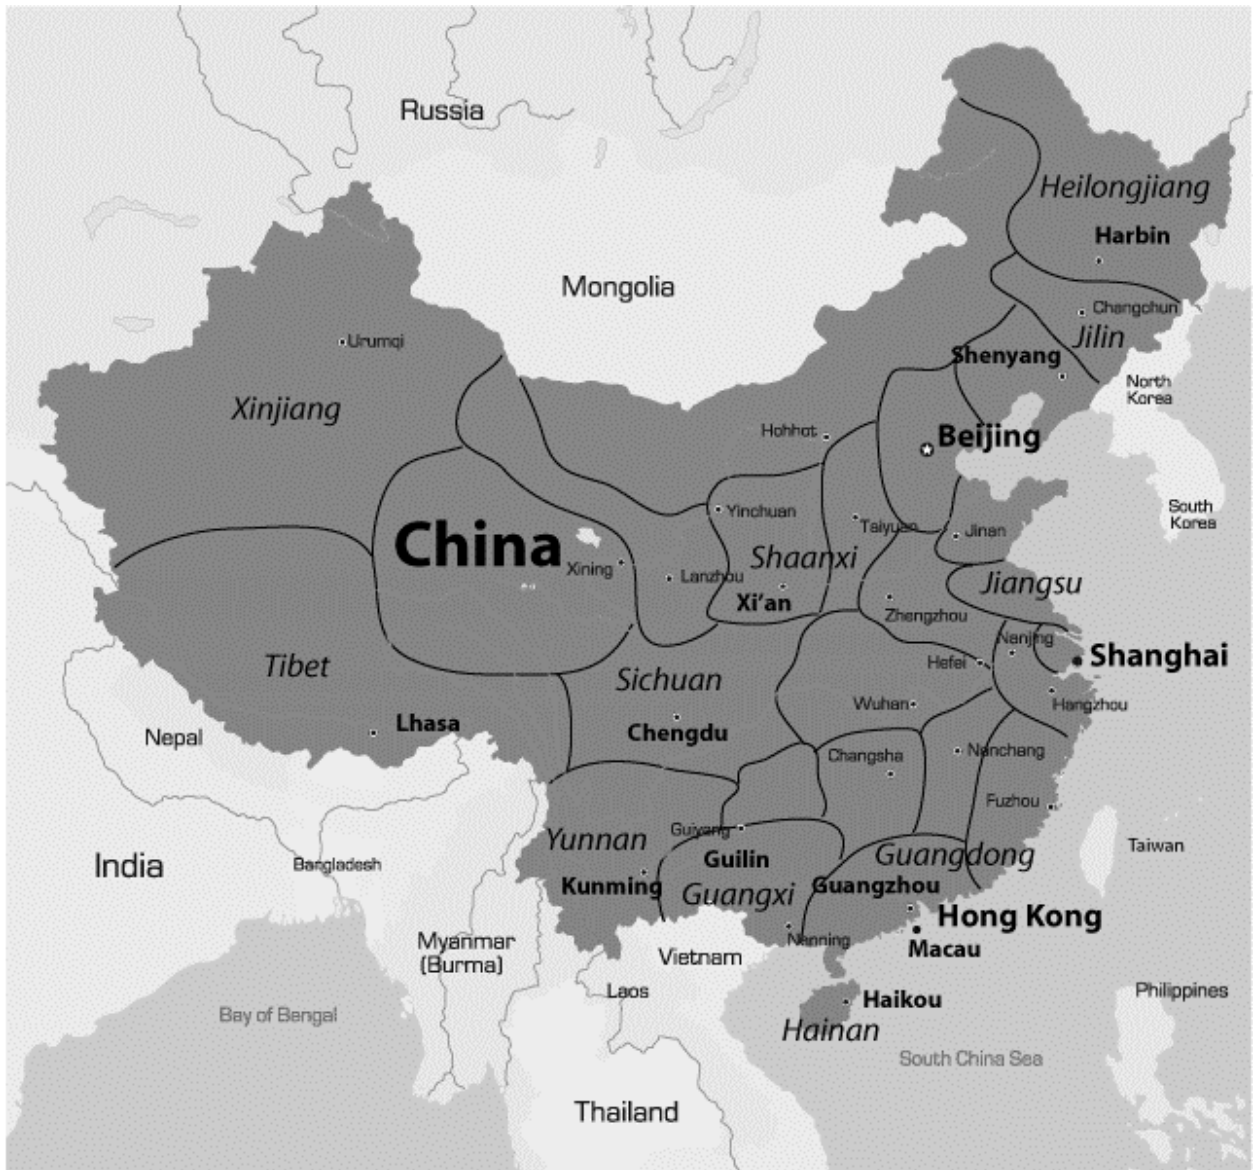 Russia
Heilongjiang
Harbin
Mongolia
Changchun
Jilin
Urumqi
Shenyang
North
Korea
Xinjiang
Hohhot
Beijing
Yinchuan
South
Korea
Taiyuan
Jinan
China
Shaanxi
Xining
Lanzhou
Jiangsu
Xi'an
Zhengzhou
Nanjing
Shanghai
Hefei
Tibet
Sichuan
Wuhan
Hangzhou
Lhasa
Chengdu
Nepal
Changsha
Nanchang
Fuzhou
Yunnan
Guiyang
Taiwan
India
Bangladesh
Guilin
Guangdong
Kunming
Guangxi
Guangzhou
Hong Kong
Nanning
Macau
Myanmar
(Burma)
Vietnam
Laos
Haikou
Philippines
Bay of Bengal
Hainan
South China Sea
Thailand